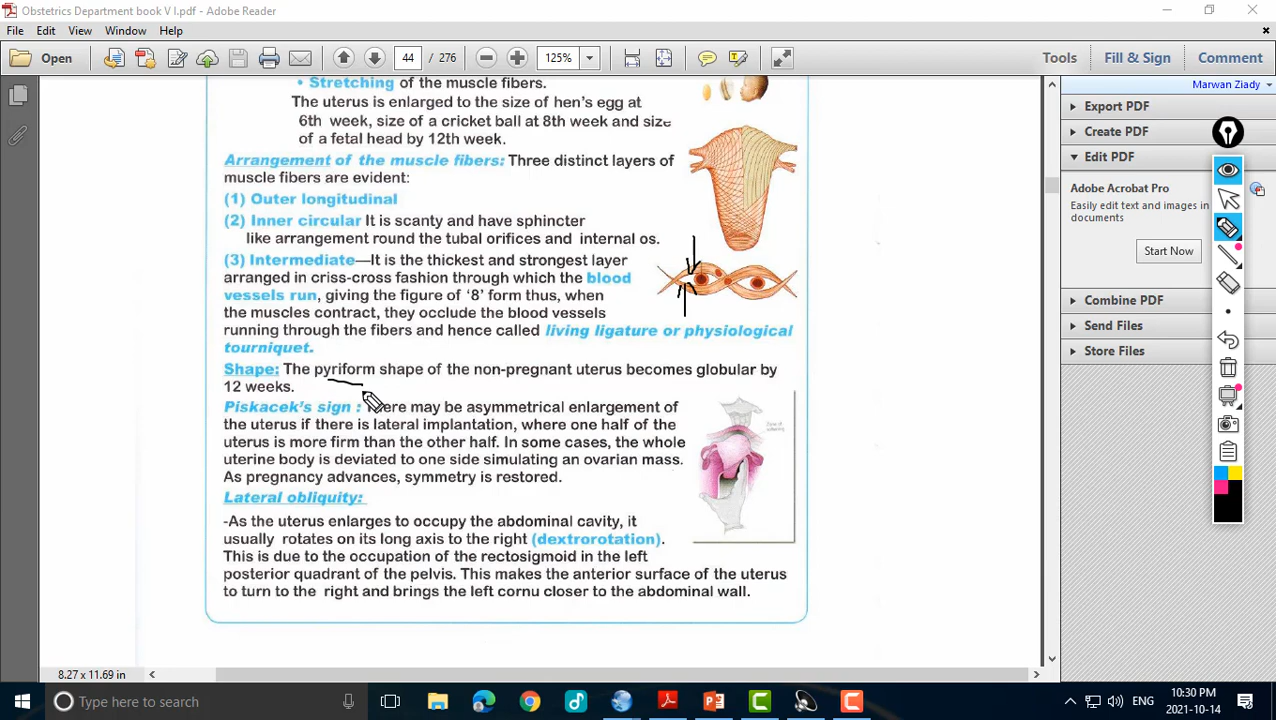 Obstetrics Department book V I.pdf - Adobe Reader
File Edit View Window Help
Open 44 / 276 125% Tools Fill & Sign Comment
Marwan Ziady
• Stretching of the muscle fibers.
The uterus is enlarged to the size of hen's egg at
6th week, size of a cricket ball at 8th week and size
of a fetal head by 12th week.
Arrangement of the muscle fibers: Three distinct layers of
muscle fibers are evident:
(1) Outer longitudinal
(2) Inner circular It is scanty and have sphincter
like arrangement round the tubal orifices and internal os.
(3) Intermediate—It is the thickest and strongest layer
arranged in criss-cross fashion through which the blood
vessels run, giving the figure of '8' form thus, when
the muscles contract, they occlude the blood vessels
running through the fibers and hence called living ligature or physiological
tourniquet.
Shape: The pyriform shape of the non-pregnant uterus becomes globular by
12 weeks.
Piskacek's sign : There may be asymmetrical enlargement of
the uterus if there is lateral implantation, where one half of the
uterus is more firm than the other half. In some cases, the whole
uterine body is deviated to one side simulating an ovarian mass.
As pregnancy advances, symmetry is restored.
Lateral obliquity:
-As the uterus enlarges to occupy the abdominal cavity, it
usually rotates on its long axis to the right (dextrorotation).
This is due to the occupation of the rectosigmoid in the left
posterior quadrant of the pelvis. This makes the anterior surface of the uterus
to turn to the right and brings the left cornu closer to the abdominal wall.
Export PDF
Create PDF
Edit PDF
Adobe Acrobat Pro
Easily edit text and images in
documents
Start Now
Combine PDF
Send Files
Store Files
8.27 x 11.69 in
Type here to search
ENG
10:30 PM
2021-10-14